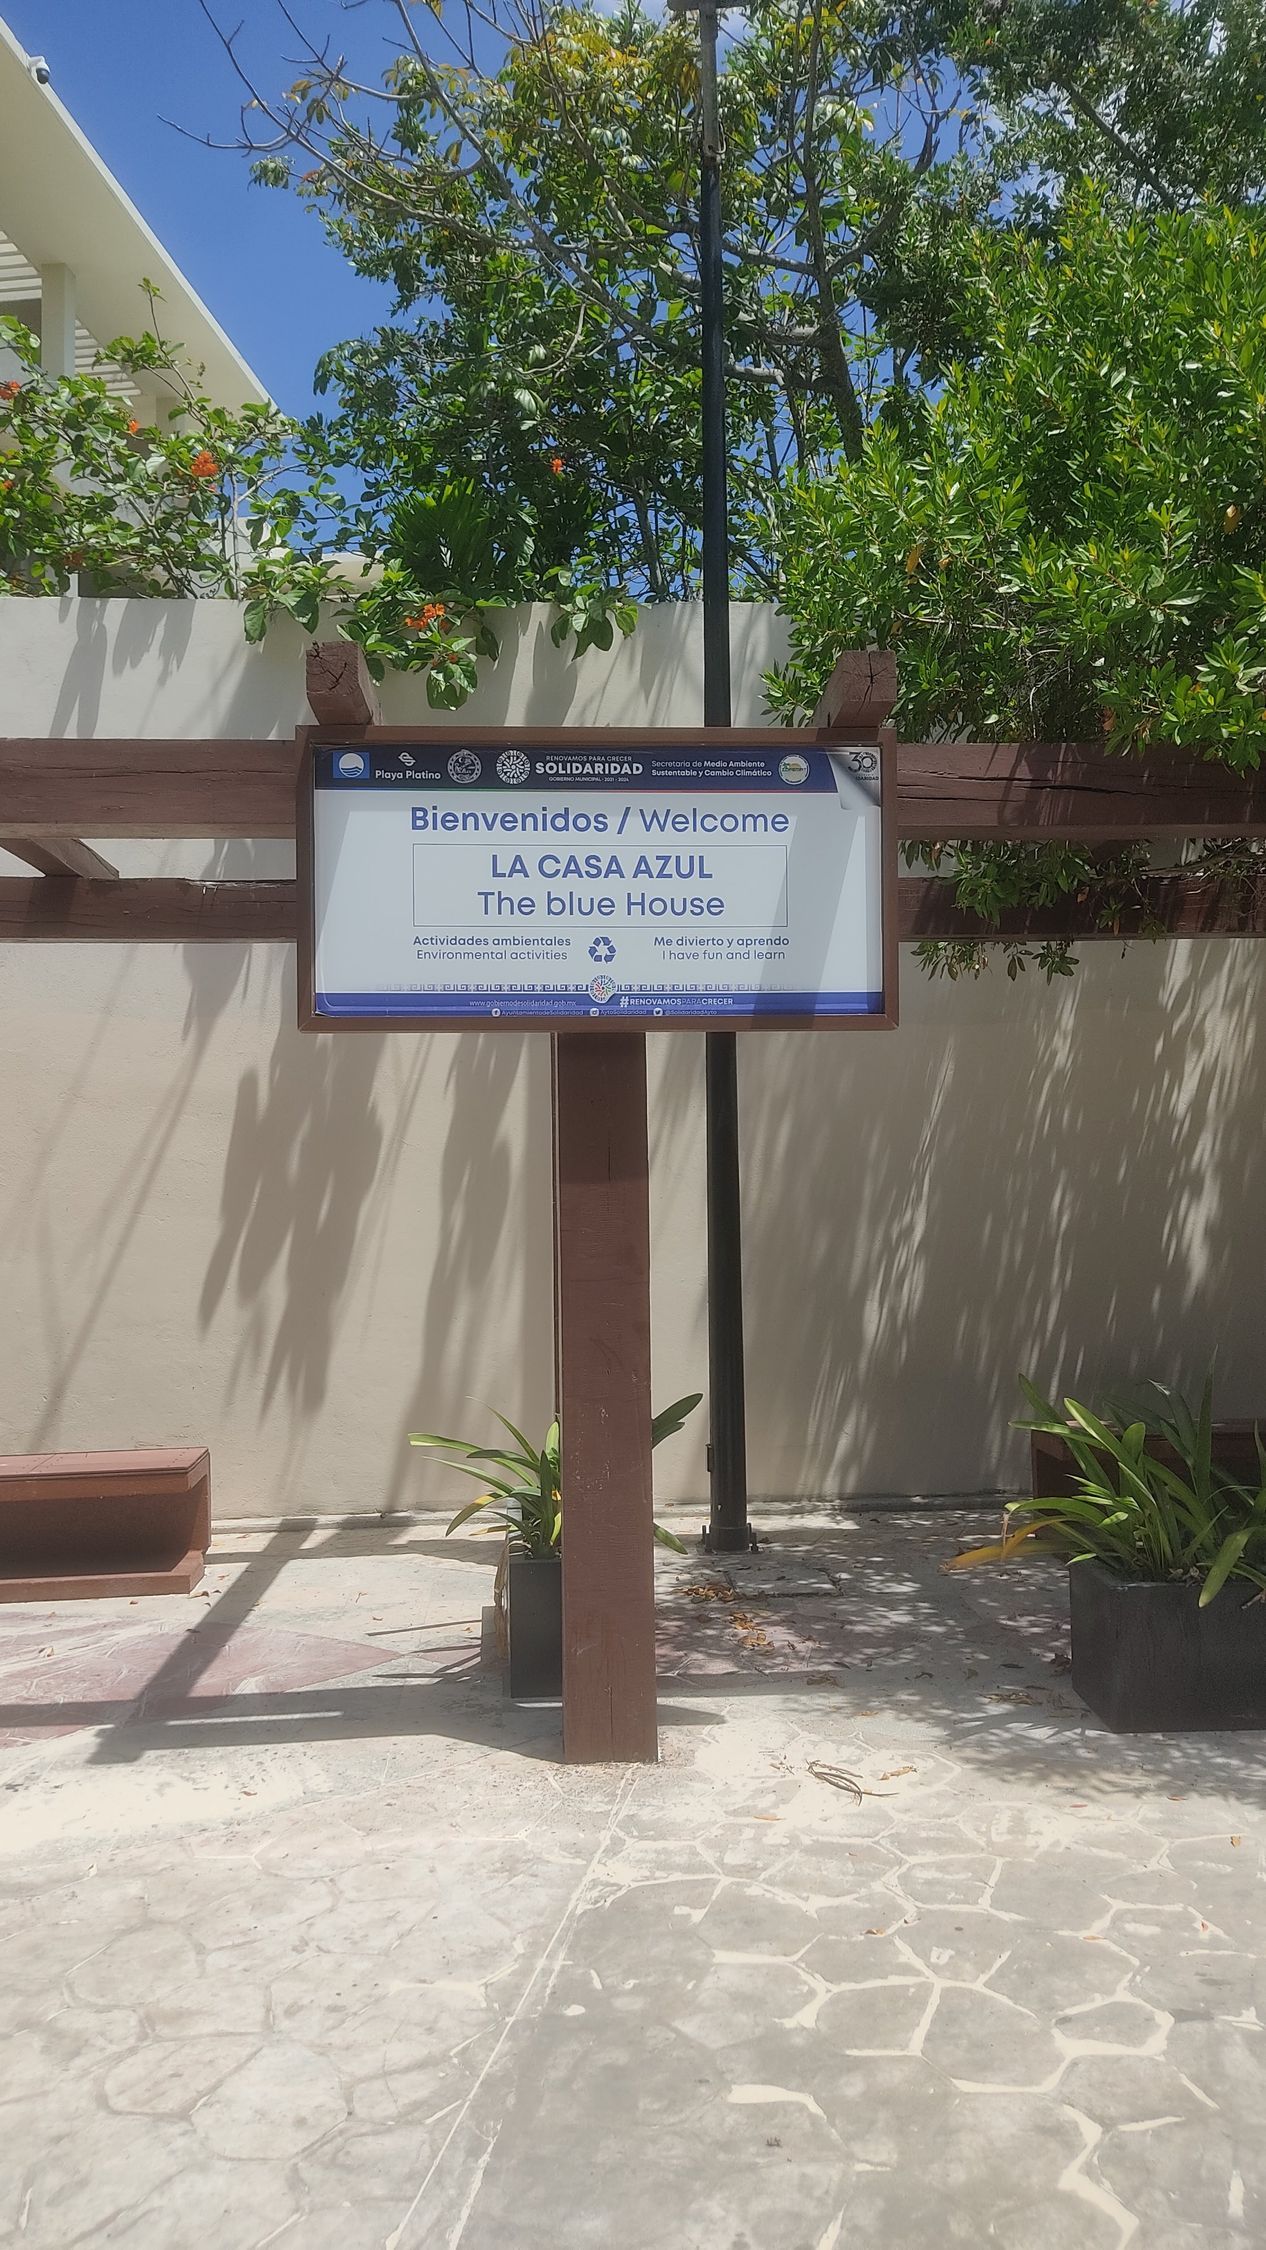 Playa Platino
RENOVAMOS PARA CRECER
SOLIDARIDAD
GOBIERNO MUNICIPAL 2021 - 2024
Secretaría de Medio Ambiente
Sustentable y Cambio Climático
30
Bienvenidos / Welcome
LA CASA AZUL
The blue House
Actividades ambientales
Environmental activities
Me divierto y aprendo
I have fun and learn
www.gobiernodesolidaridad.gob.mx
#RENOVAMOSPARACRECER
AyuntamientodeSolidaridad
AytoSolidaridad
@SolidaridadAyto